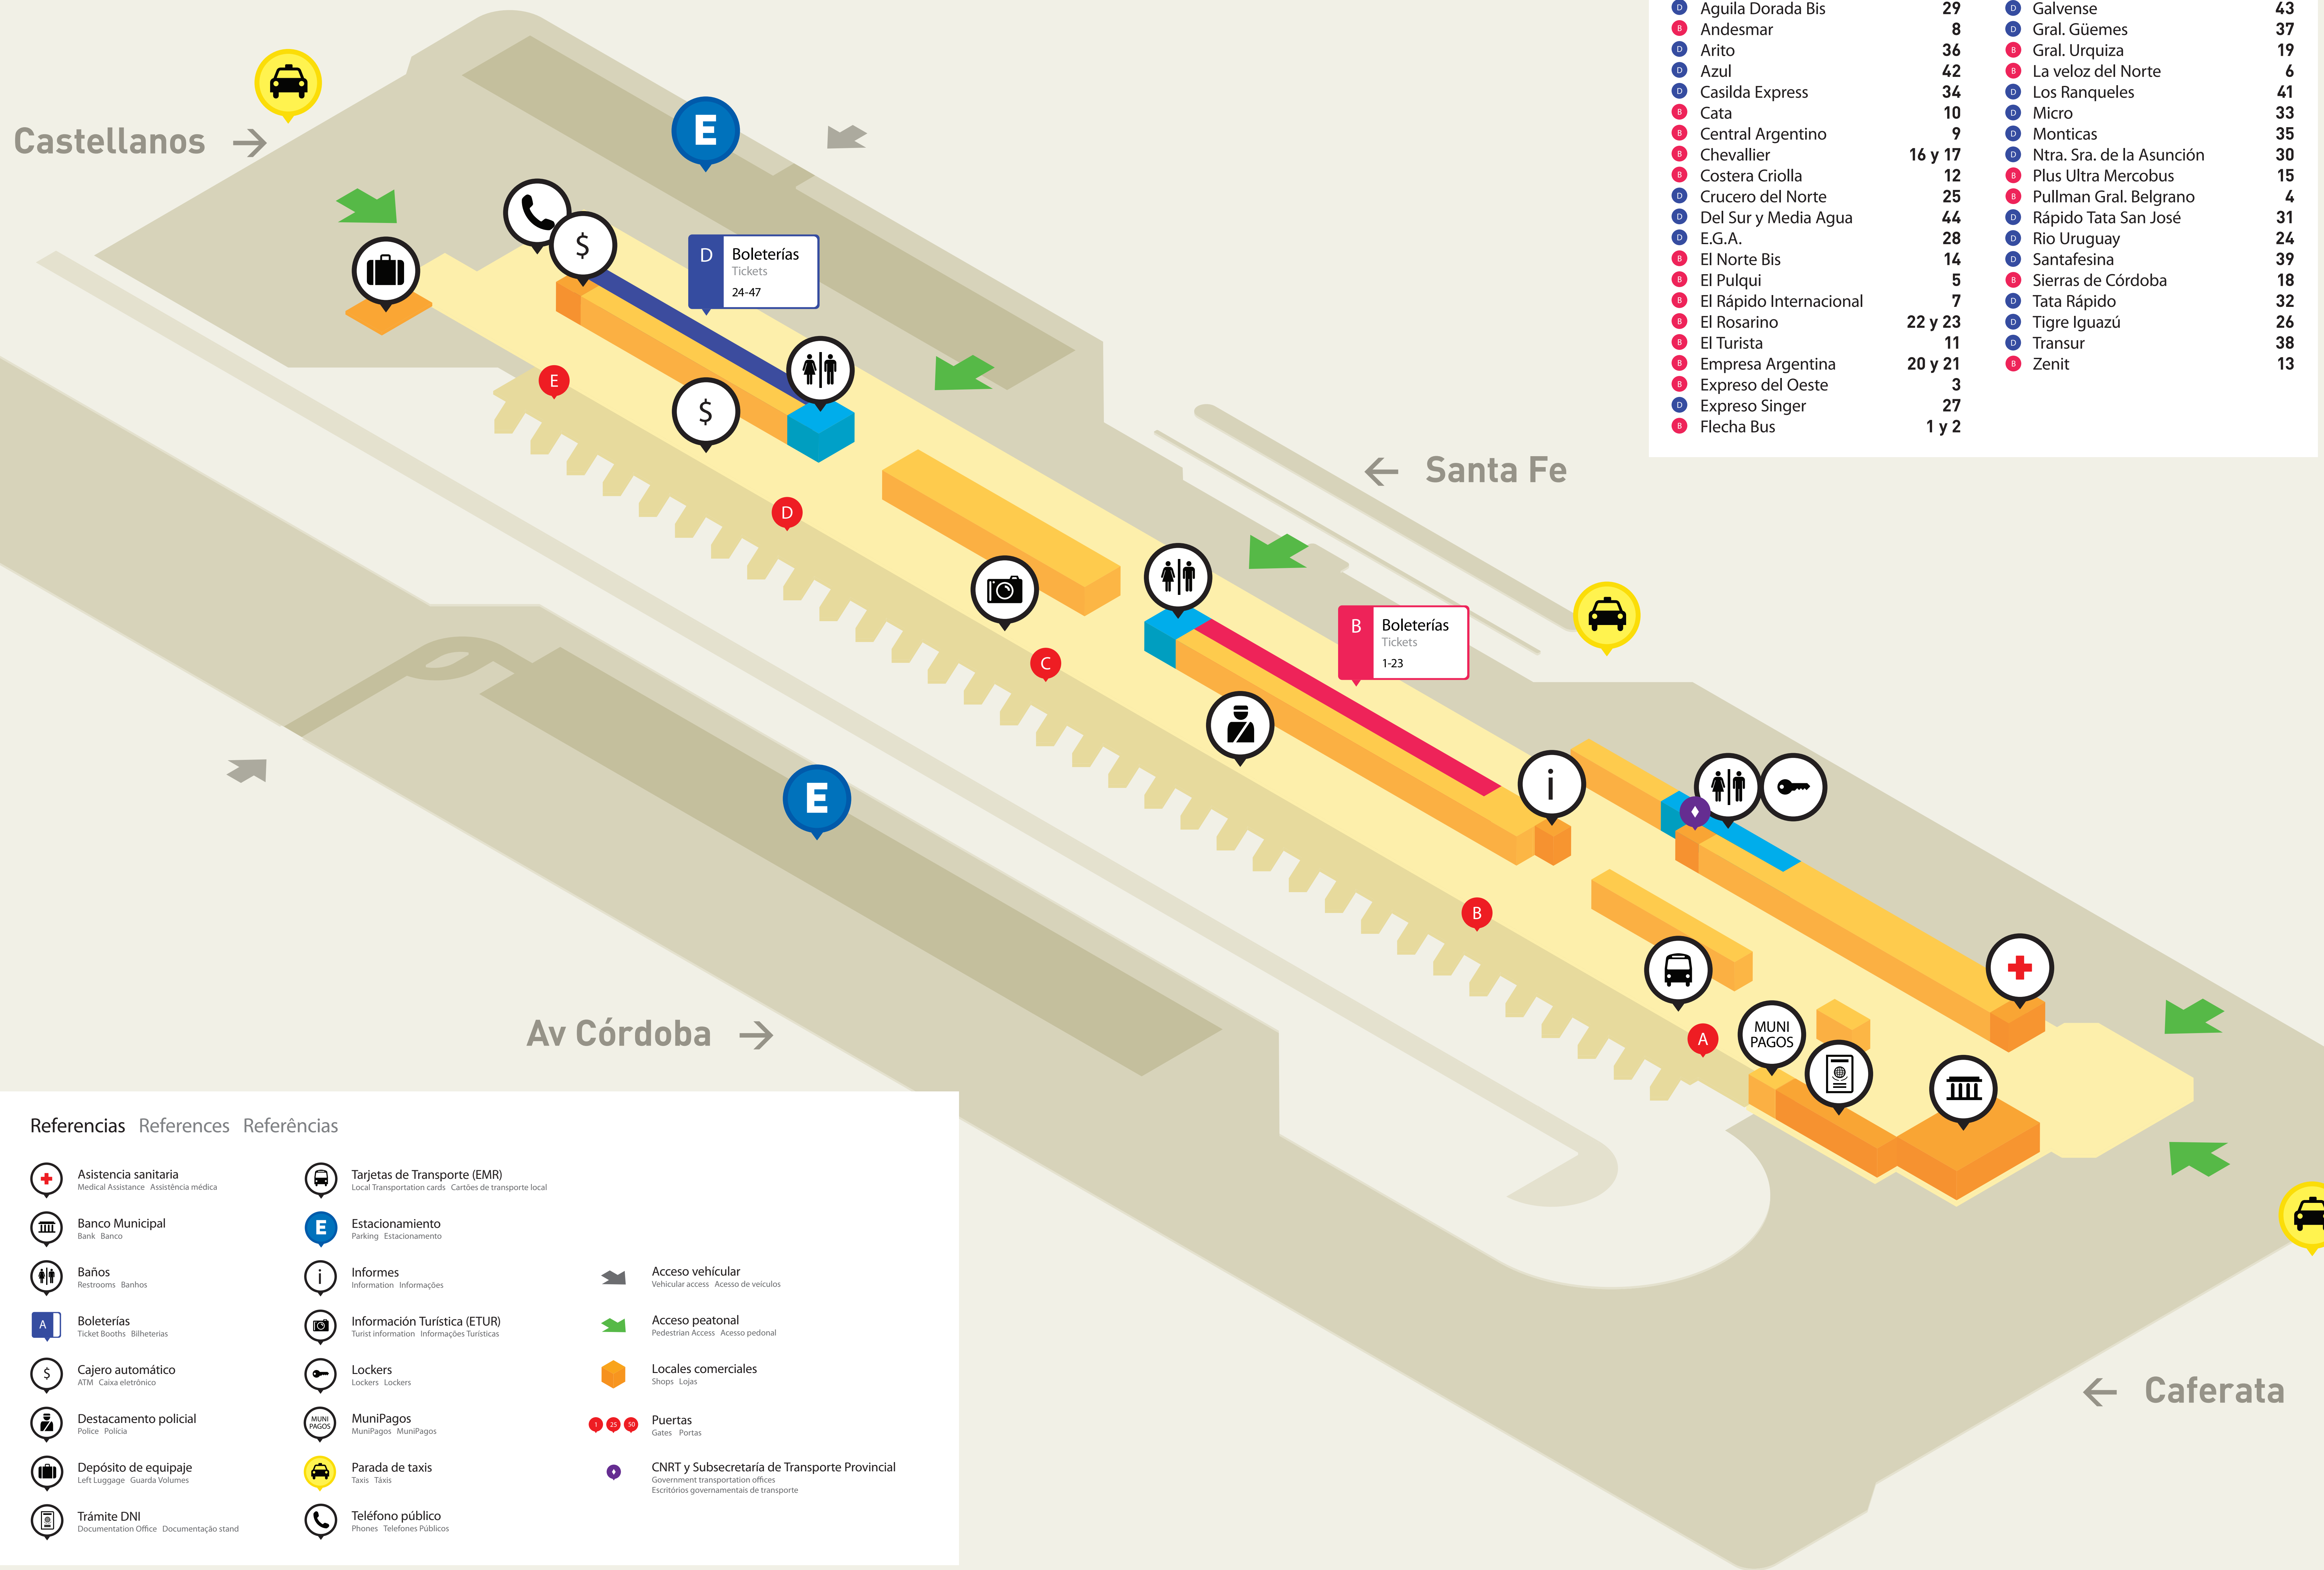 Aguila Dorada Bis 29
Andesmar 8
Arito 36
Azul 42
Casilda Express 34
Cata 10
Central Argentino 9
Chevallier 16 y 17
Costera Criolla 12
Crucero del Norte 25
Del Sur y Media Agua 44
E.G.A. 28
El Norte Bis 14
El Pulqui 5
El Rápido Internacional 7
El Rosarino 22 y 23
El Turista 11
Empresa Argentina 20 y 21
Expreso del Oeste 3
Expreso Singer 27
Flecha Bus 1 y 2
Galvense 43
Gral. Güemes 37
Gral. Urquiza 19
La veloz del Norte 6
Los Ranqueles 41
Micro 33
Monticas 35
Ntra. Sra. de la Asunción 30
Plus Ultra Mercobus 15
Pullman Gral. Belgrano 4
Rápido Tata San José 31
Rio Uruguay 24
Santafesina 39
Sierras de Córdoba 18
Tata Rápido 32
Tigre Iguazú 26
Transur 38
Zenit 13
Castellanos →
E
$
D Boleterías
Tickets
24-47
E
$
D
← Santa Fe
C
B Boleterías
Tickets
1-23
E
i
B
Av Córdoba →
A
MUNI
PAGOS
← Caferata
Referencias References Referências
Asistencia sanitaria
Medical Assistance Assistência médica
Banco Municipal
Bank Banco
Baños
Restrooms Banhos
A
Boleterías
Ticket Booths Bilheterias
$
Cajero automático
ATM Caixa eletrônico
Destacamento policial
Police Policia
Depósito de equipaje
Left Luggage Guarda Volumes
Trámite DNI
Documentation Office Documentação stand
Tarjetas de Transporte (EMR)
Local Transportation cards Cartões de transporte local
E
Estacionamiento
Parking Estacionamento
i
Informes
Information Informações
Información Turística (ETUR)
Turist information Informações Turísticas
Lockers
Lockers Lockers
MUNI
PAGOS
MuniPagos
MuniPagos MuniPagos
Parada de taxis
Taxis Táxis
Teléfono público
Phones Telefones Públicos
Acceso vehícular
Vehicular access Acesso de veículos
Acceso peatonal
Pedestrian Access Acesso pedonal
Locales comerciales
Shops Lojas
1 25 50
Puertas
Gates Portas
CNRT y Subsecretaría de Transporte Provincial
Government transportation offices
Escritórios governamentais de transporte